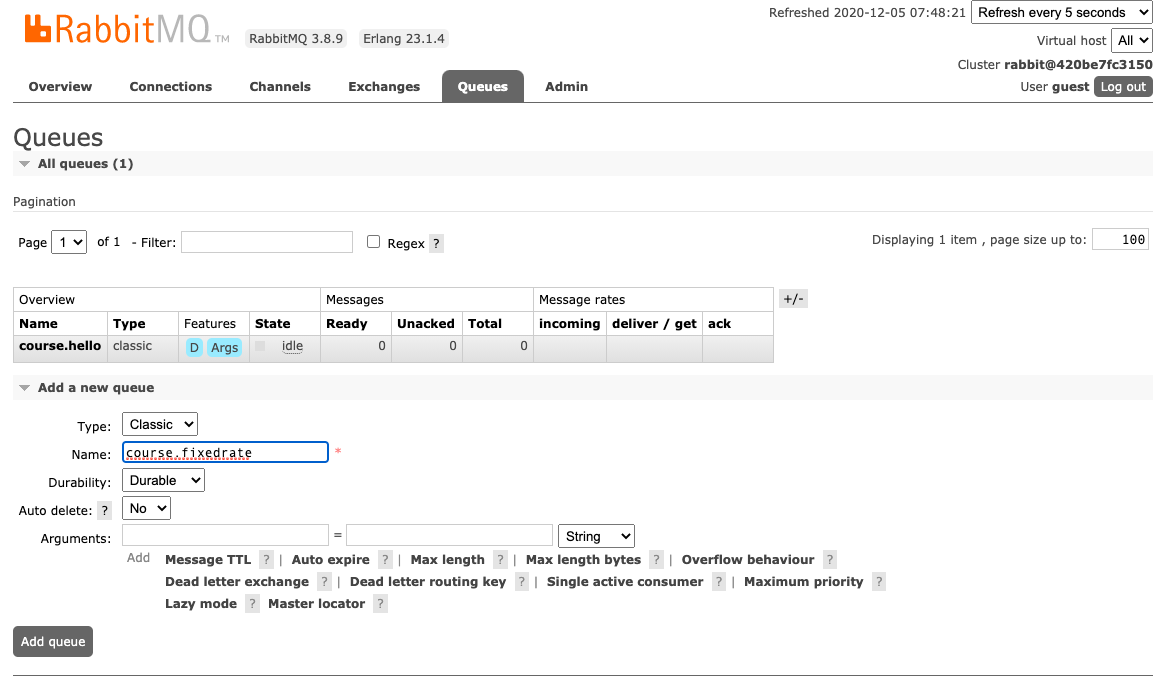 RabbitMQ TM RabbitMQ 3.8.9 Erlang 23.1.4
Refreshed 2020-12-05 07:48:21 Refresh every 5 seconds
Virtual host All
Cluster rabbit@420be7fc3150
User guest Log out
Overview Connections Channels Exchanges Queues Admin
Queues
All queues (1)
Pagination
Page 1 of 1 - Filter: Regex ?
Displaying 1 item , page size up to: 100
Overview Messages Message rates +/-
Name Type Features State Ready Unacked Total incoming deliver / get ack
course.hello classic D Args idle 0 0 0
Add a new queue
Type: Classic
Name: course.fixedrate *
Durability: Durable
Auto delete: ? No
Arguments: = String
Add Message TTL ? | Auto expire ? | Max length ? | Max length bytes ? | Overflow behaviour ?
Dead letter exchange ? | Dead letter routing key ? | Single active consumer ? | Maximum priority ?
Lazy mode ? Master locator ?
Add queue